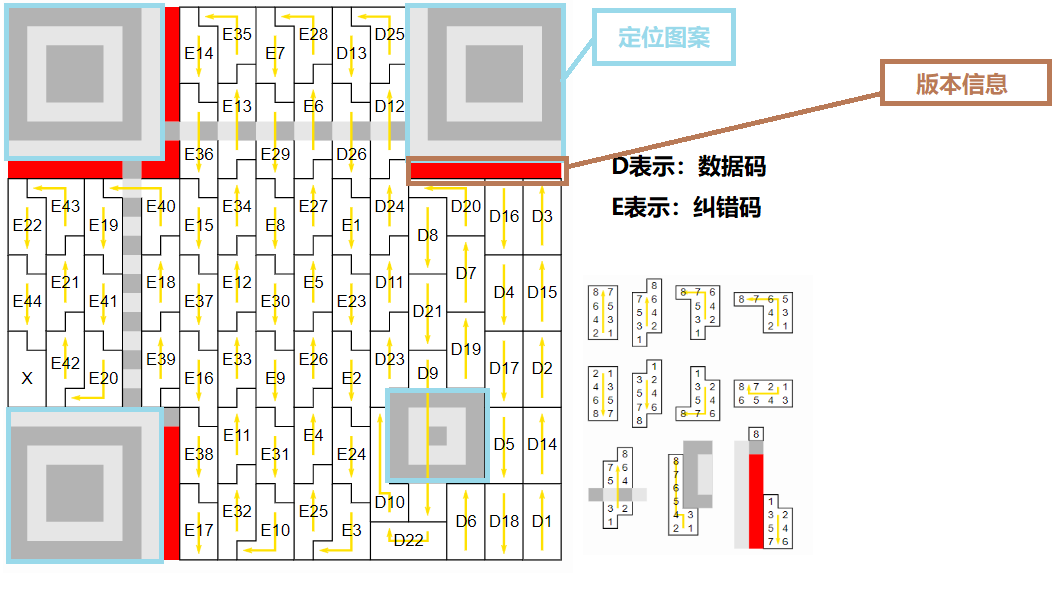 定位图案
版本信息
E35 E28 D25
E14 E7 D13
E13 E6 D12
E36 E29 D26
D表示：数据码
E43 E40 E34 E27 D24 D20
E表示：纠错码
D16 D3
E22 E19 E15 E8 E1
D8
D7
E21 E18 E12 E5 D11
D4 D15
E44 E41 E37 E30 E23
D21
D19
E42 E39 E33 E26 D23
D17 D2
D9
X E20 E16 E9 E2
E11 E4
D5 D14
E38 E31 E24
D10
E32 E25
D6 D18 D1
E17 E10 E3
D22
8 7
6 5
4 3
2 1
8
7 6
5 4
3 2
1
8 7 6
5 4
3 2
1
8 7 6 5
4 3
2 1
2 1
4 3
6 5
8 7
1
3 2
5 4
7 6
8
1
3 2
5 4
8 7 6
8 7 2 1
6 5 4 3
8
7 6
5 4
3 2
1
8
7
6
5
4 3
2 1
8
1
3 2
5 4
7 6